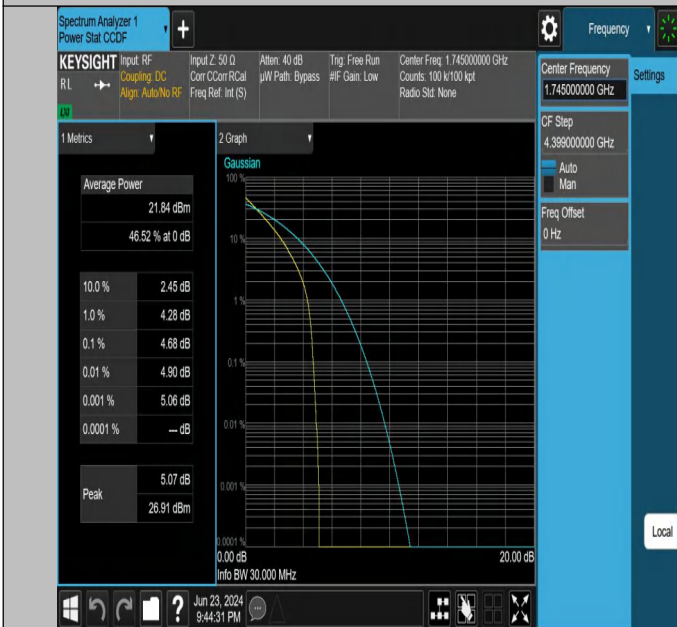 Spectrum Analyzer 1
Power Stat CCDF
+
Frequency
KEYSIGHT
RL
Input: RF
Coupling: DC
Align: Auto/No RF
Input Z: 50 Ω
Corr CCorr RCal
Freq Ref: Int (S)
Atten: 40 dB
µW Path: Bypass
Trig: Free Run
#IF Gain: Low
Center Freq: 1.745000000 GHz
Counts: 100 k/100 kpt
Radio Std: None
Center Frequency
1.745000000 GHz
Settings
CF Step
4.399000000 GHz
Auto
Man
Freq Offset
0 Hz
1 Metrics
Average Power
21.84 dBm
46.52 % at 0 dB
10.0 % 2.45 dB
1.0 % 4.28 dB
0.1 % 4.68 dB
0.01 % 4.90 dB
0.001 % 5.06 dB
0.0001 % --- dB
Peak
5.07 dB
26.91 dBm
2 Graph
Gaussian
100 %
10 %
1 %
0.1 %
0.01 %
0.001 %
0.0001 %
0.00 dB
20.00 dB
Info BW 30.000 MHz
Local
?
Jun 23, 2024
9:44:31 PM